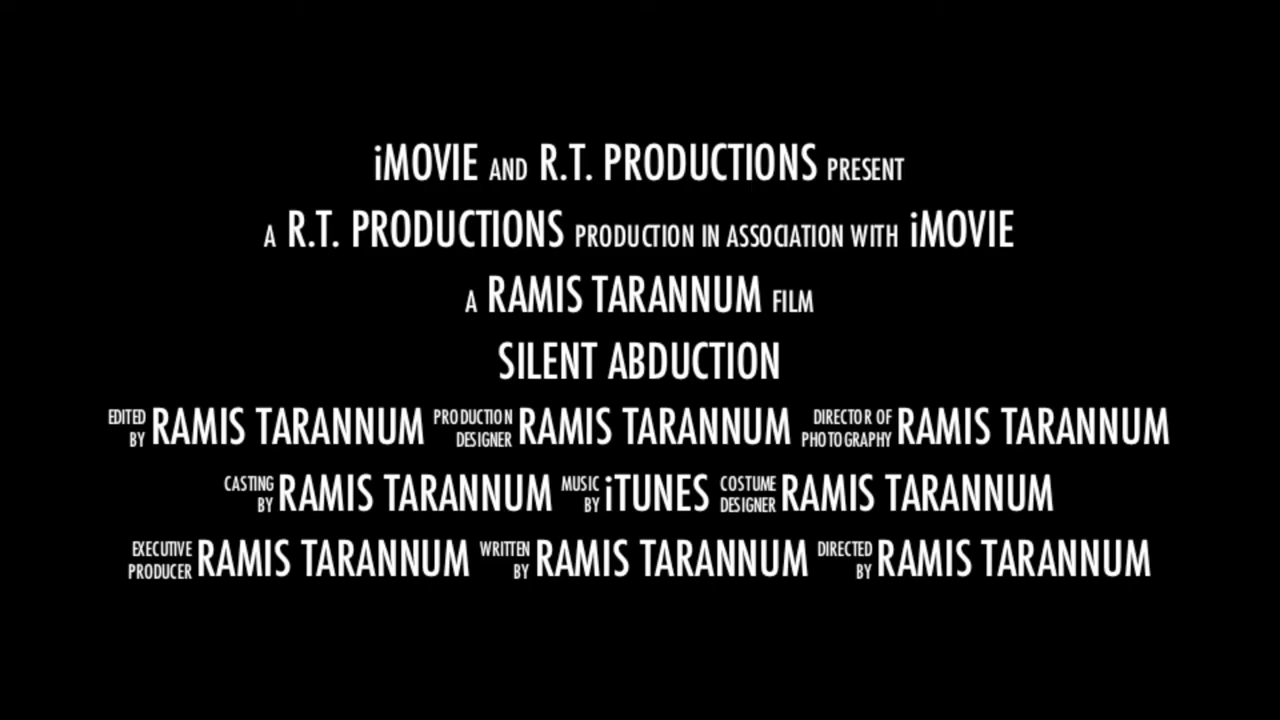 iMOVIE AND R.T. PRODUCTIONS PRESENT
A R.T. PRODUCTIONS PRODUCTION IN ASSOCIATION WITH iMOVIE
A RAMIS TARANNUM FILM
SILENT ABDUCTION
EDITED BY RAMIS TARANNUM PRODUCTION DESIGNER RAMIS TARANNUM DIRECTOR OF PHOTOGRAPHY RAMIS TARANNUM
CASTING BY RAMIS TARANNUM MUSIC BY iTUNES COSTUME DESIGNER RAMIS TARANNUM
EXECUTIVE PRODUCER RAMIS TARANNUM WRITTEN BY RAMIS TARANNUM DIRECTED BY RAMIS TARANNUM